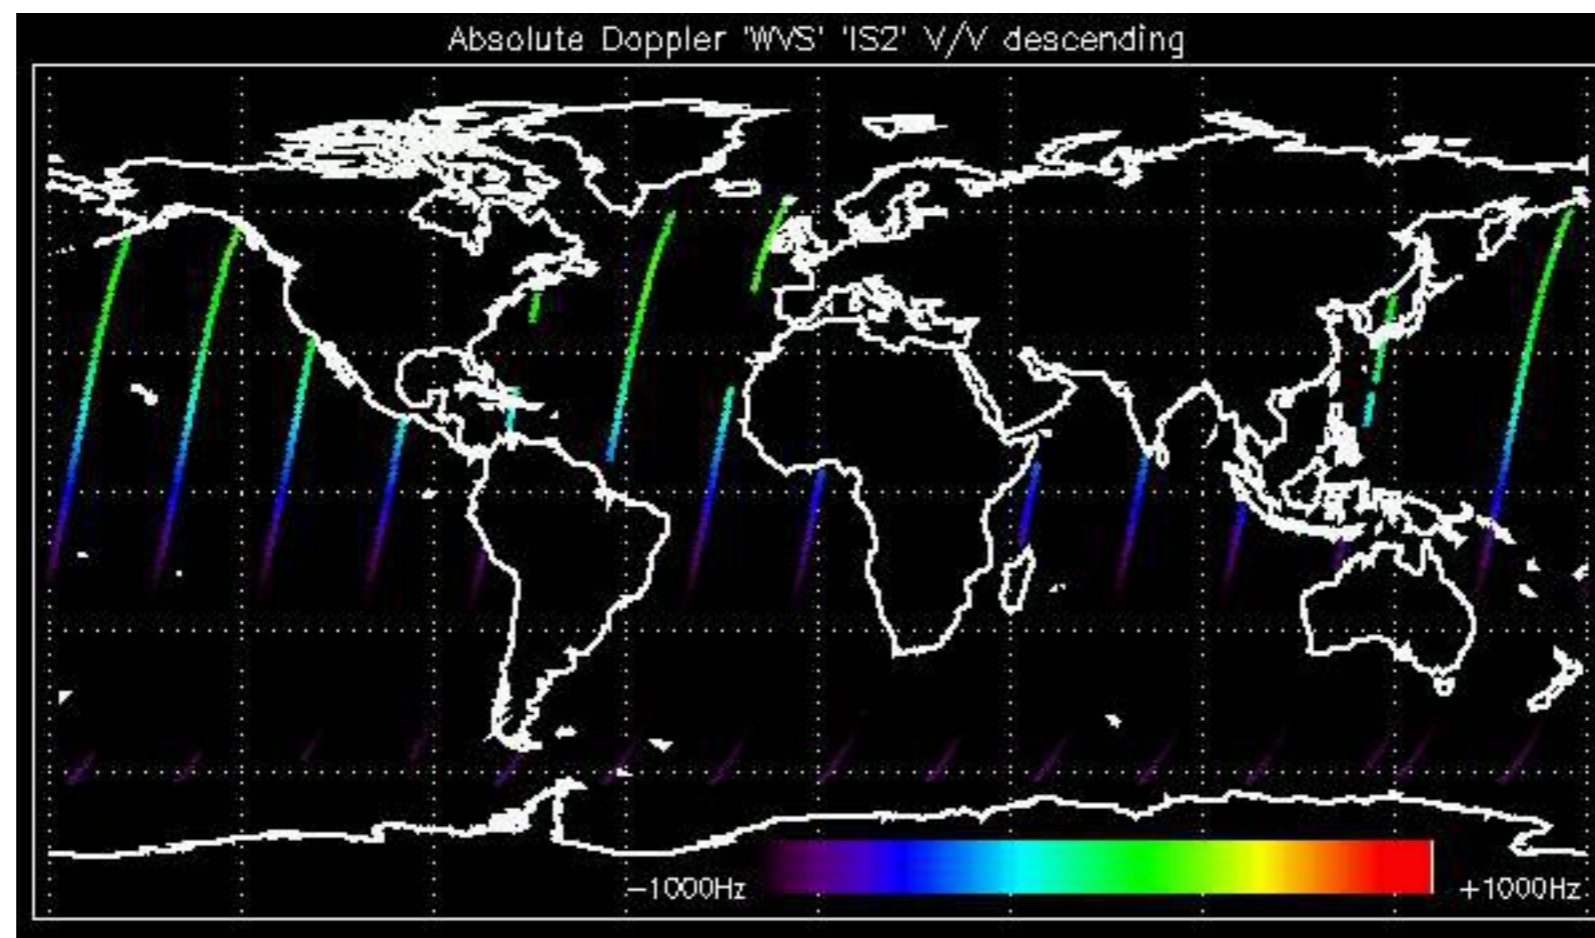 Absolute Doppler 'WVS' 'IS2' V/V descending
-1000Hz
+1000Hz